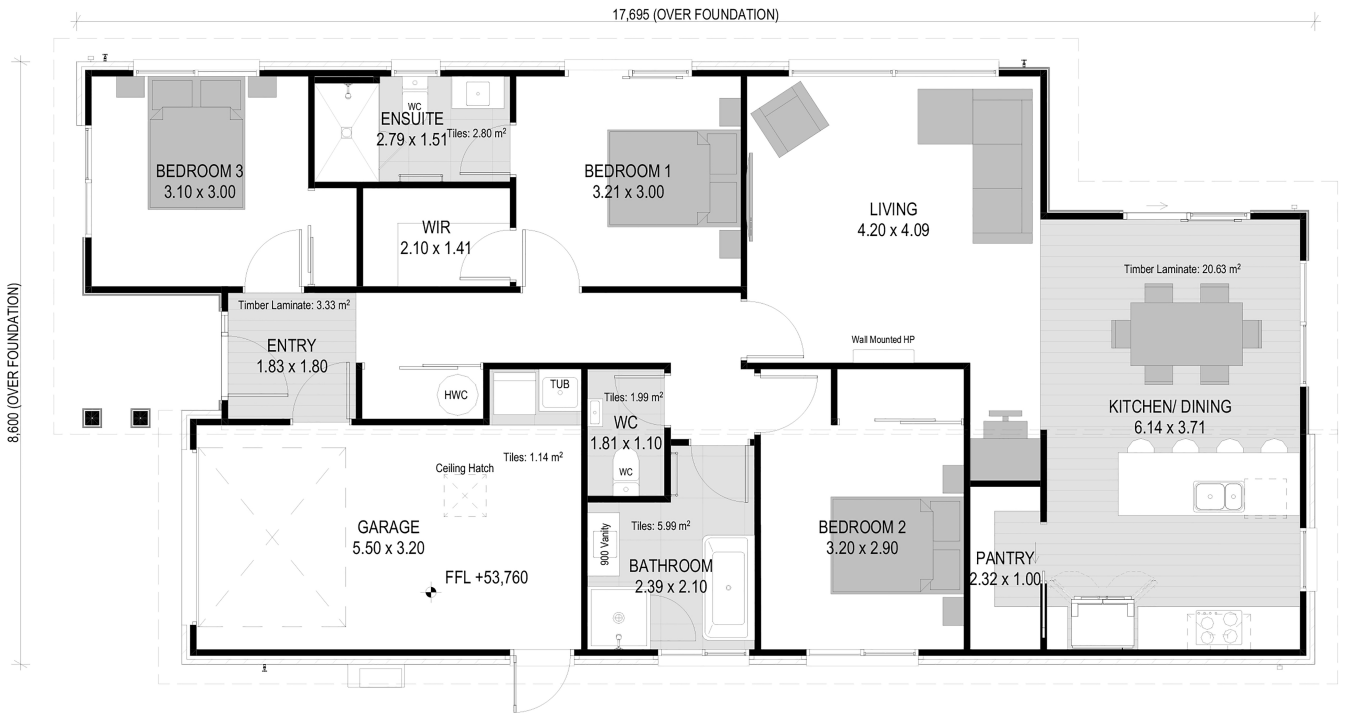 17,695 (OVER FOUNDATION)
8,600 (OVER FOUNDATION)
BEDROOM 3
3.10 x 3.00
WC
ENSUITE
2.79 x 1.51
Tiles: 2.80 m²
WIR
2.10 x 1.41
BEDROOM 1
3.21 x 3.00
LIVING
4.20 x 4.09
Wall Mounted HP
Timber Laminate: 20.63 m²
KITCHEN/ DINING
6.14 x 3.71
Timber Laminate: 3.33 m²
ENTRY
1.83 x 1.80
HWC
TUB
Tiles: 1.14 m²
Tiles: 1.99 m²
WC
1.81 x 1.10
WC
Ceiling Hatch
GARAGE
5.50 x 3.20
FFL +53,760
900 Vanity
Tiles: 5.99 m²
BATHROOM
2.39 x 2.10
BEDROOM 2
3.20 x 2.90
PANTRY
2.32 x 1.00